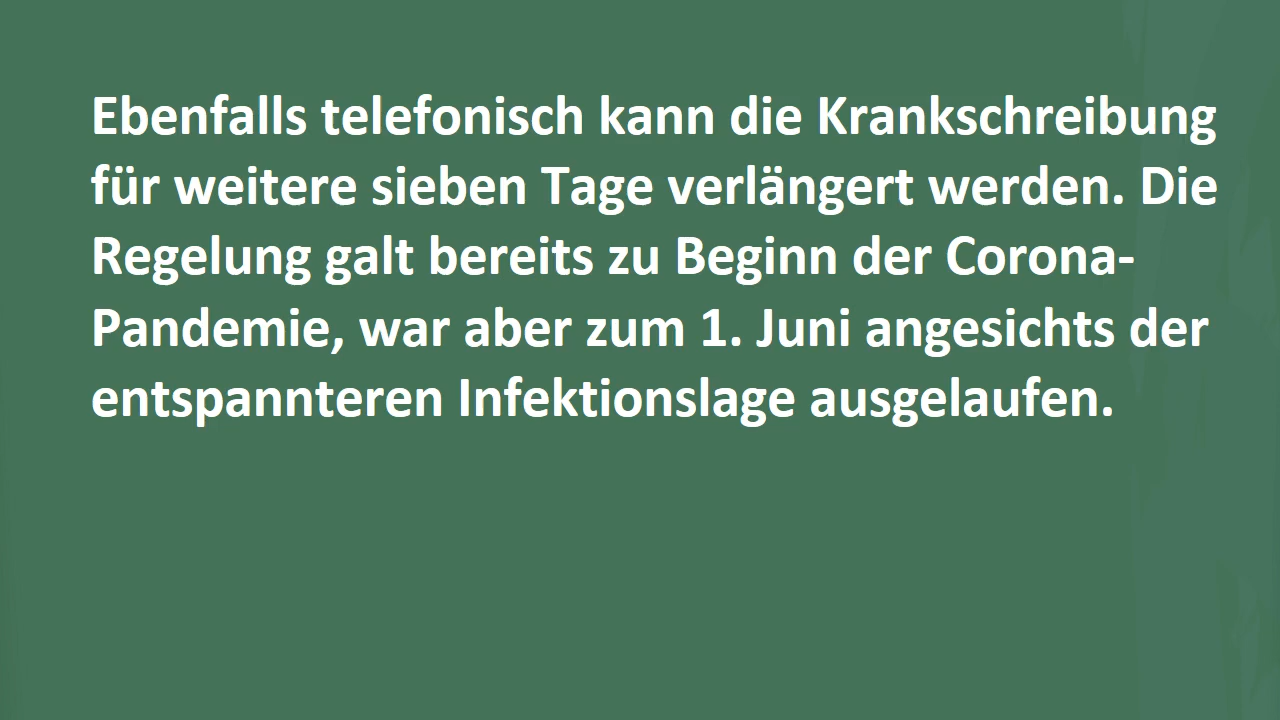 Ebenfalls telefonisch kann die Krankschreibung
für weitere sieben Tage verlängert werden. Die
Regelung galt bereits zu Beginn der Corona-
Pandemie, war aber zum 1. Juni angesichts der
entspannteren Infektionslage ausgelaufen.